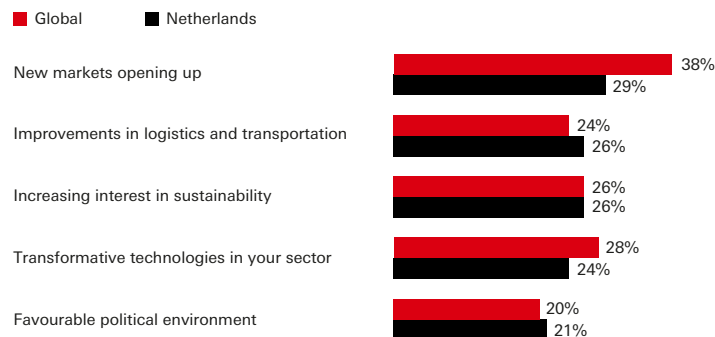 Global Netherlands
New markets opening up 38%
29%
Improvements in logistics and transportation 24%
26%
Increasing interest in sustainability 26%
26%
Transformative technologies in your sector 28%
24%
Favourable political environment 20%
21%